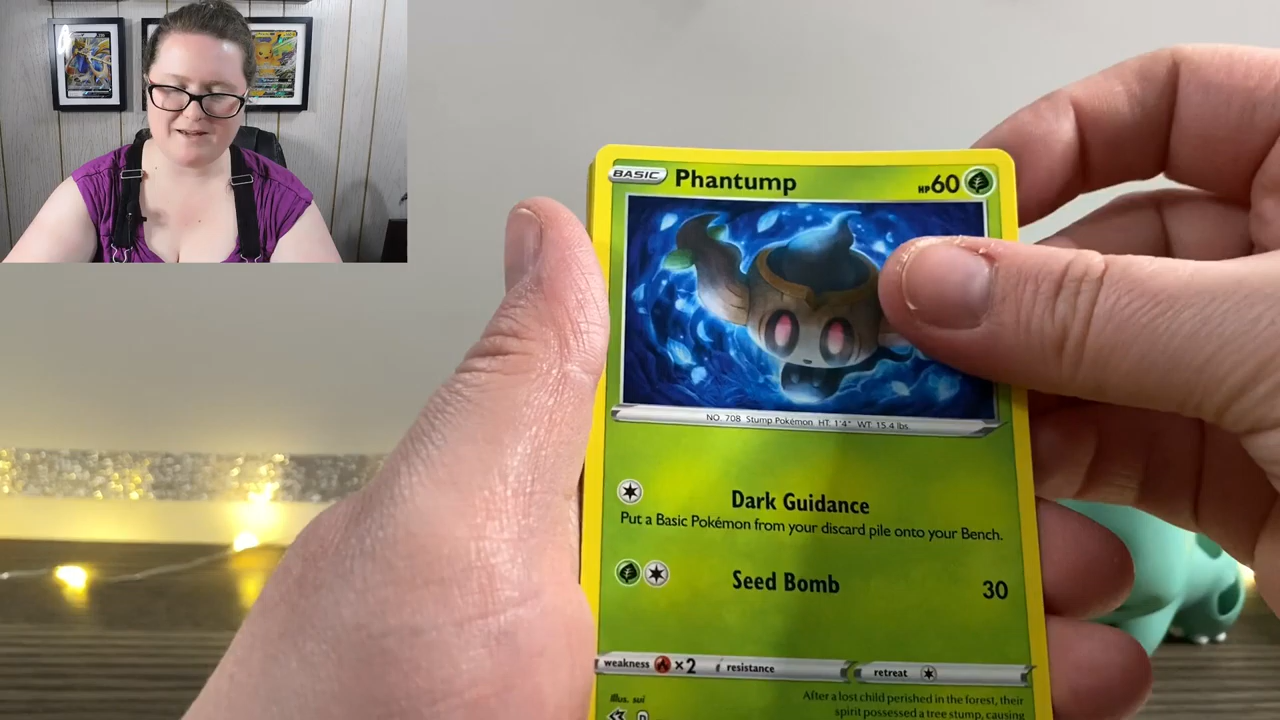 BASIC Phantump HP60
NO. 708 Stump Pokémon HT: 1'4" WT: 15.4 lbs.
Dark Guidance
Put a Basic Pokémon from your discard pile onto your Bench.
Seed Bomb 30
weakness ×2 resistance retreat
Illus. sui
After a lost child perished in the forest, their
spirit possessed a tree stump, causing